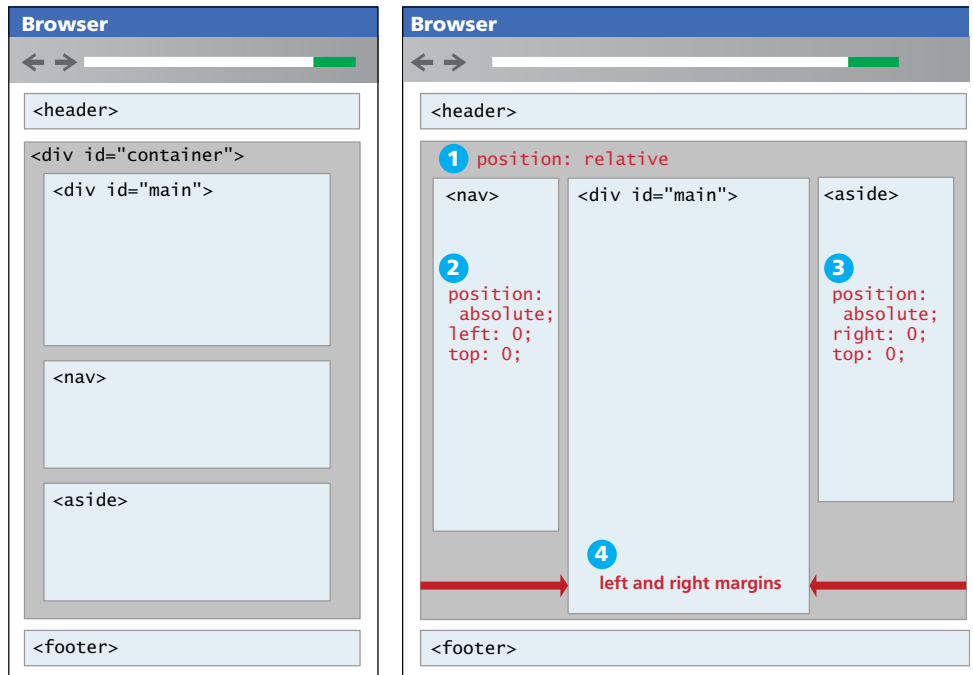 Browser
<header>
<div id="container">
<div id="main">
<nav>
<aside>
<footer>
Browser
<header>
1 position: relative
<nav>
2
position:
absolute;
left: 0;
top: 0;
<div id="main">
4
left and right margins
<aside>
3
position:
absolute;
right: 0;
top: 0;
<footer>